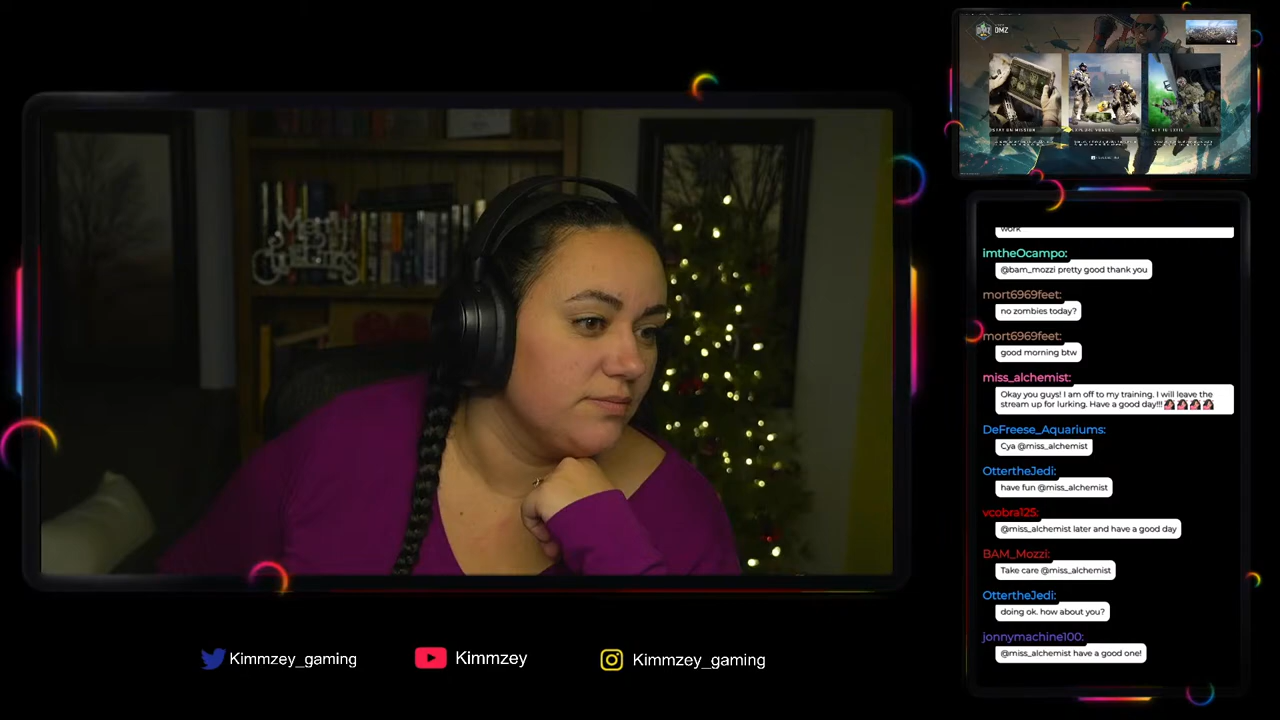 DMZ
Merry
Christmas
work
imtheOcampo:
@bam_mozzi pretty good thank you
mort6969feet:
no zombies today?
mort6969feet:
good morning btw
miss_alchemist:
Okay you guys! I am off to my training. I will leave the
stream up for lurking. Have a good day!!!
DeFreese_Aquariums:
Cya @miss_alchemist
OttertheJedi:
have fun @miss_alchemist
vcobra125:
@miss_alchemist later and have a good day
BAM_Mozzi:
Take care @miss_alchemist
OttertheJedi:
doing ok. how about you?
jonnymachine100:
@miss_alchemist have a good one!
Kimmzey_gaming
Kimmzey
Kimmzey_gaming